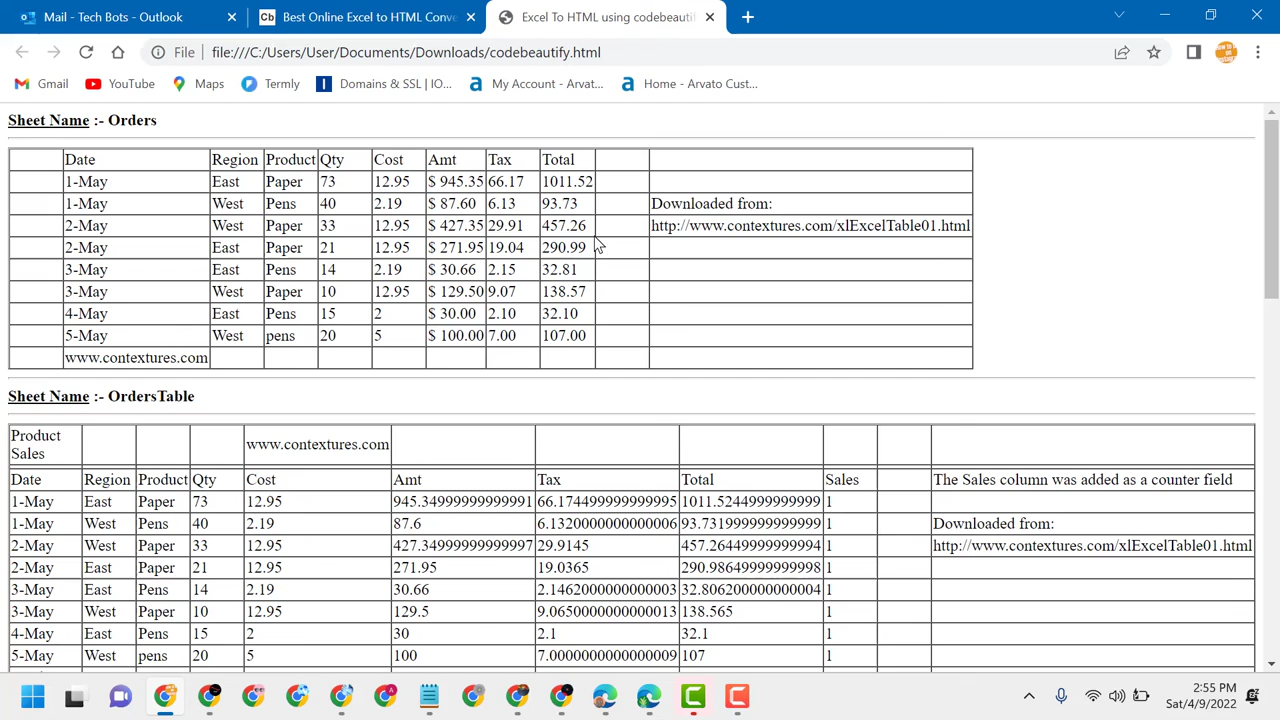 Mail - Tech Bots - Outlook
Cb Best Online Excel to HTML Conve
Excel To HTML using codebeautif
File file:///C:/Users/User/Documents/Downloads/codebeautify.html
Gmail YouTube Maps Termly Domains & SSL | IO... My Account - Arvat... Home - Arvato Cust...
Sheet Name :- Orders
Date Region Product Qty Cost Amt Tax Total
1-May East Paper 73 12.95 $ 945.35 66.17 1011.52
1-May West Pens 40 2.19 $ 87.60 6.13 93.73 Downloaded from:
2-May West Paper 33 12.95 $ 427.35 29.91 457.26 http://www.contextures.com/xlExcelTable01.html
2-May East Paper 21 12.95 $ 271.95 19.04 290.99
3-May East Pens 14 2.19 $ 30.66 2.15 32.81
3-May West Paper 10 12.95 $ 129.50 9.07 138.57
4-May East Pens 15 2 $ 30.00 2.10 32.10
5-May West pens 20 5 $ 100.00 7.00 107.00
www.contextures.com
Sheet Name :- OrdersTable
Product
Sales
www.contextures.com
Date Region Product Qty Cost Amt Tax Total Sales The Sales column was added as a counter field
1-May East Paper 73 12.95 945.34999999999991 66.174499999999995 1011.5244999999999 1
1-May West Pens 40 2.19 87.6 6.1320000000000006 93.731999999999999 1 Downloaded from:
2-May West Paper 33 12.95 427.34999999999997 29.9145 457.26449999999994 1 http://www.contextures.com/xlExcelTable01.html
2-May East Paper 21 12.95 271.95 19.0365 290.98649999999998 1
3-May East Pens 14 2.19 30.66 2.1462000000000003 32.806200000000004 1
3-May West Paper 10 12.95 129.5 9.0650000000000013 138.565 1
4-May East Pens 15 2 30 2.1 32.1 1
5-May West pens 20 5 100 7.0000000000000009 107 1
2:55 PM
Sat/4/9/2022